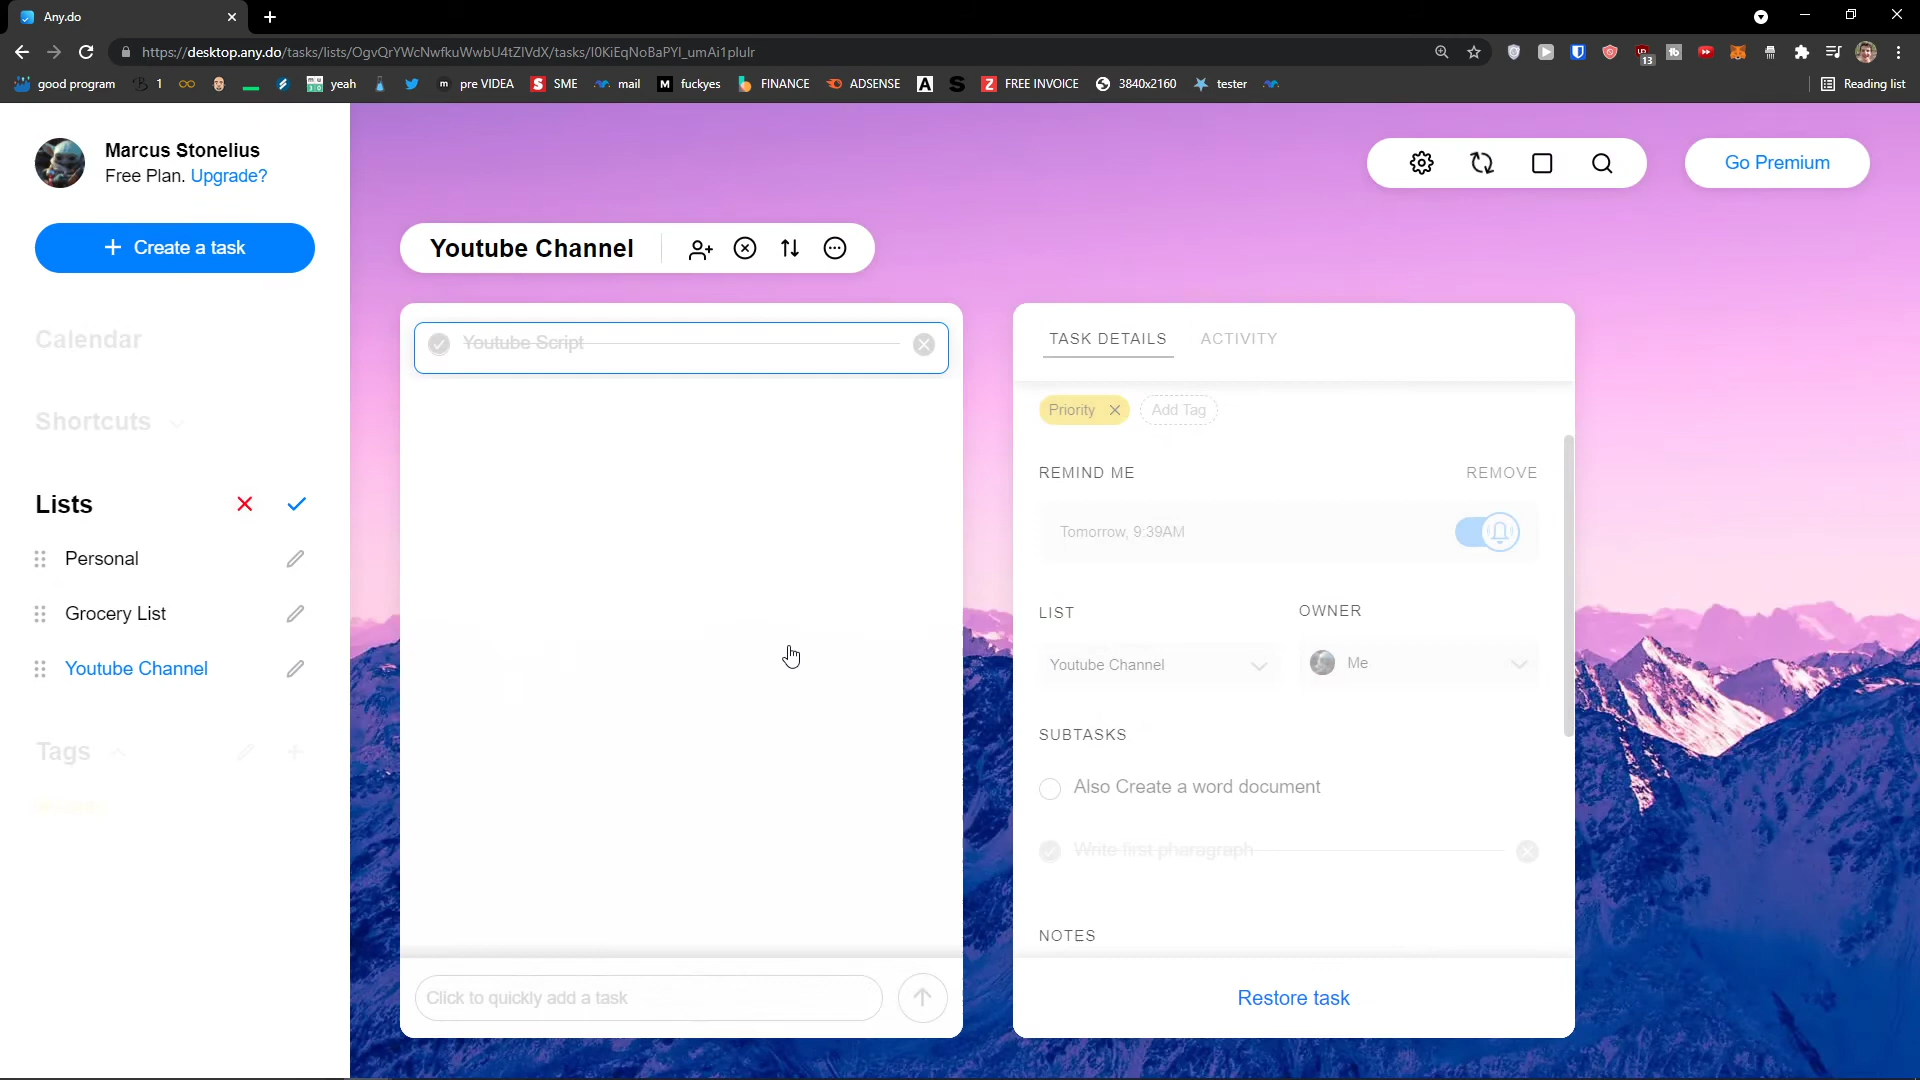 Any.do
https://desktop.any.do/tasks/lists/OgvQrYWcNwfkuWwbU4tZIVdX/tasks/I0KiEqNoBaPYl_umAi1pluIr
13
good program
1
yeah
pre VIDEA
SME
mail
fuckyes
FINANCE
ADSENSE
FREE INVOICE
3840x2160
tester
Reading list
Marcus Stonelius
Free Plan. Upgrade?
Go Premium
Create a task
Youtube Channel
Calendar
Youtube Script
TASK DETAILS
ACTIVITY
Priority
Add Tag
Shortcuts
REMIND ME
REMOVE
Lists
Tomorrow, 9:39AM
Personal
Grocery List
LIST
OWNER
Youtube Channel
Youtube Channel
Me
SUBTASKS
Tags
Also Create a word document
Write first pheragraph
NOTES
Click to quickly add a task
Restore task